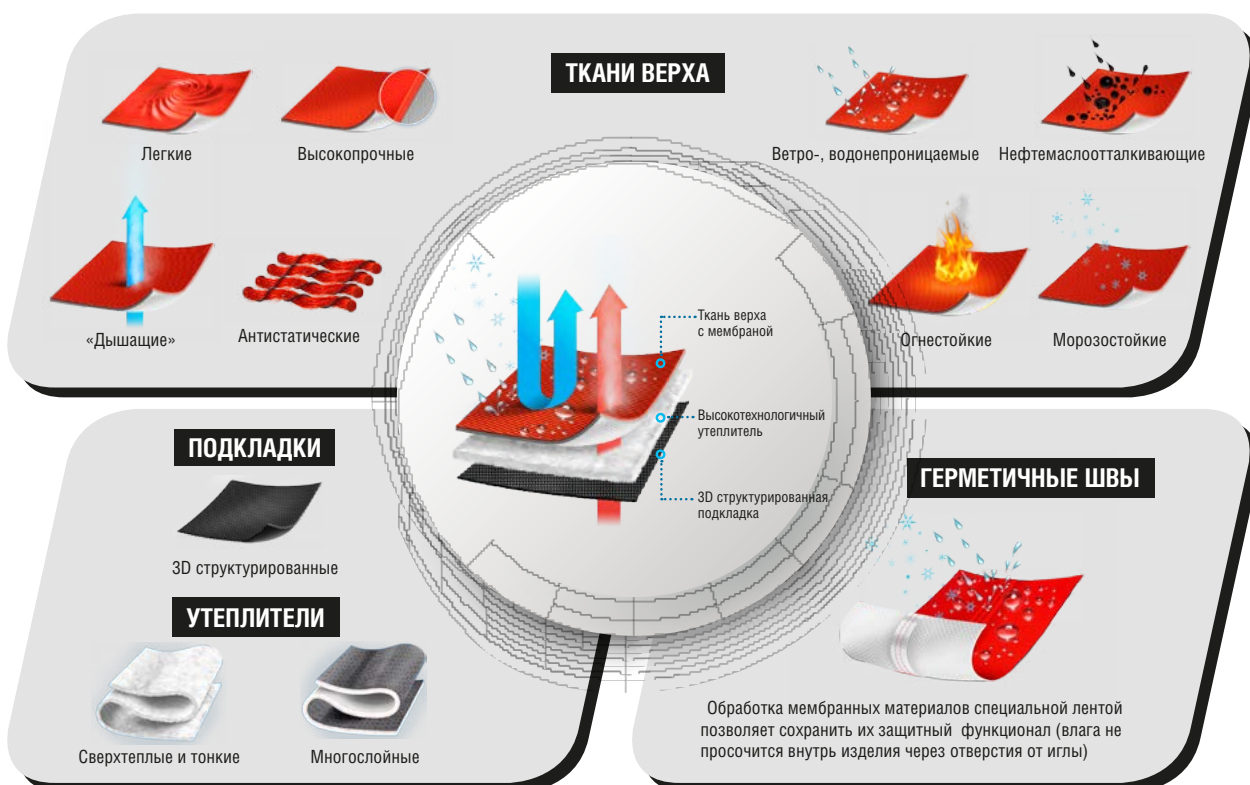 ТКАНИ ВЕРХА
Легкие
Высокопрочные
Ветро-, водонепроницаемые
Нефтемаслоотталкивающие
«Дышащие»
Антистатические
Огнестойкие
Морозостойкие
Ткань верха
с мембраной
Высокотехнологичный
утеплитель
3D структурированная
подкладка
ПОДКЛАДКИ
3D структурированные
УТЕПЛИТЕЛИ
Сверхтеплые и тонкие
Многослойные
ГЕРМЕТИЧНЫЕ ШВЫ
Обработка мембранных материалов специальной лентой
позволяет сохранить их защитный функционал (влага не
просочится внутрь изделия через отверстия от иглы)